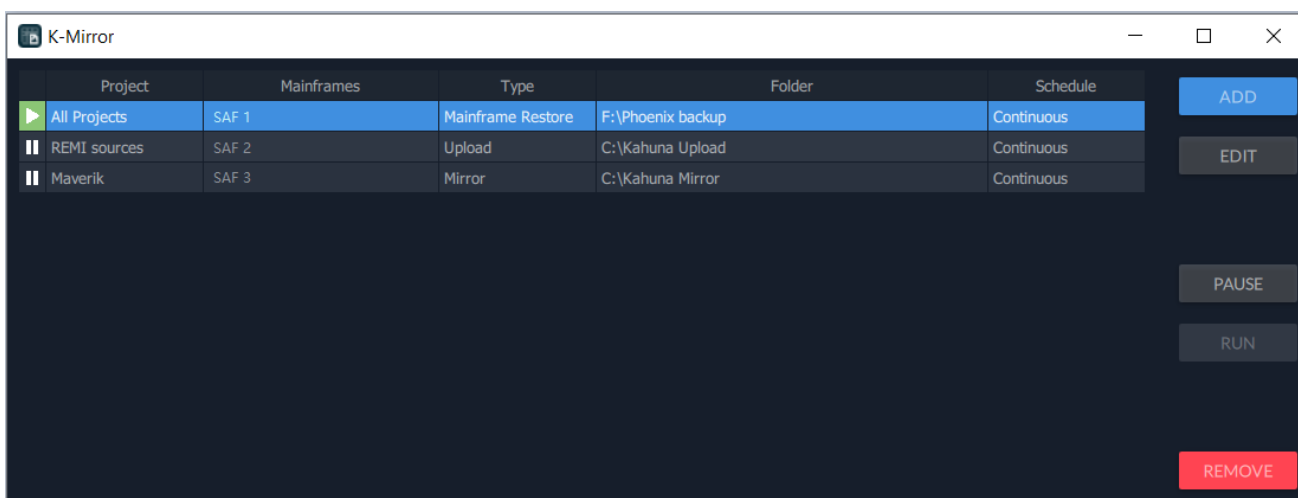 K-Mirror
Project Mainframes Type Folder Schedule
All Projects SAF 1 Mainframe Restore F:\Phoenix backup Continuous
REMI sources SAF 2 Upload C:\Kahuna Upload Continuous
Maverik SAF 3 Mirror C:\Kahuna Mirror Continuous
ADD
EDIT
PAUSE
RUN
REMOVE